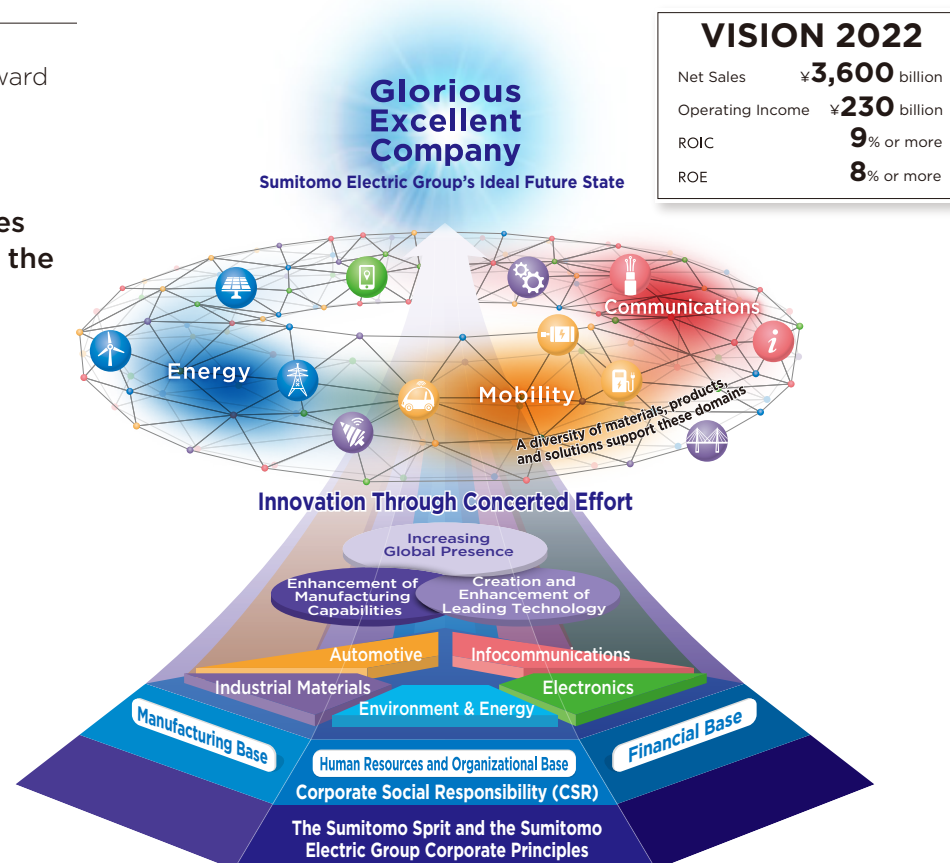 ward
es
the
VISION 2022
Net Sales ¥3,600 billion
Operating Income ¥230 billion
ROIC 9% or more
ROE 8% or more
Glorious
Excellent
Company
Sumitomo Electric Group's Ideal Future State
Communications
Energy
Mobility
i
A diversity of materials, products,
and solutions support these domains
Innovation Through Concerted Effort
Increasing
Global Presence
Enhancement of
Manufacturing
Capabilities
Creation and
Enhancement of
Leading Technology
Automotive
Infocommunications
Industrial Materials
Electronics
Environment & Energy
Manufacturing Base
Financial Base
Human Resources and Organizational Base
Corporate Social Responsibility (CSR)
The Sumitomo Sprit and the Sumitomo
Electric Group Corporate Principles